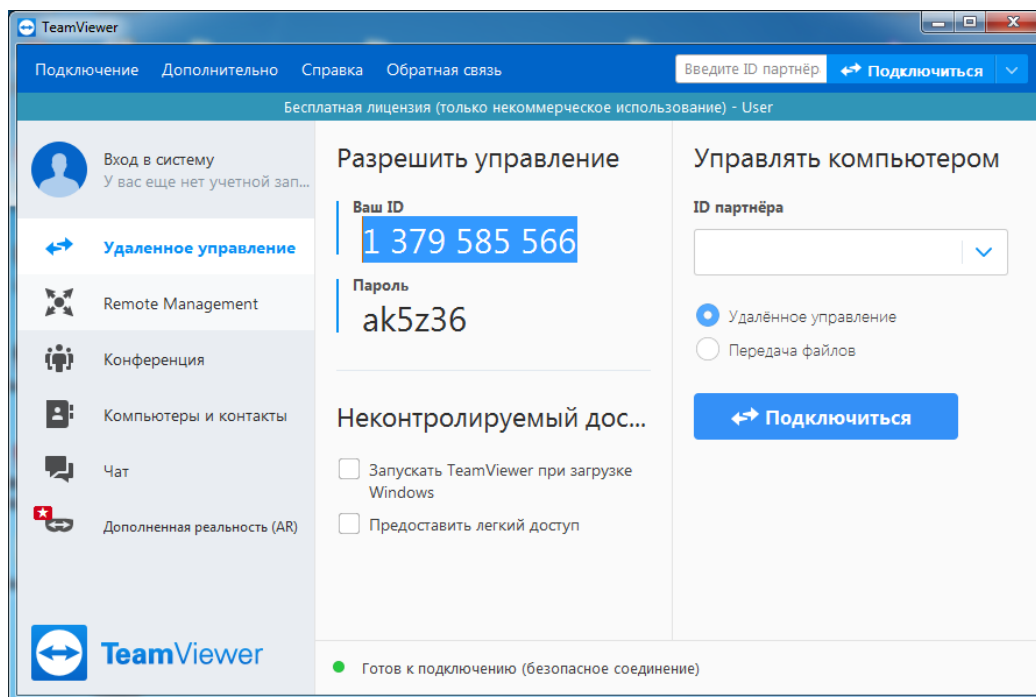 TeamViewer
Подключение Дополнительно Справка Обратная связь
Введите ID партнёр
Подключиться
Бесплатная лицензия (только некоммерческое использование) - User
Вход в систему
У вас еще нет учетной зап...
Удаленное управление
Remote Management
Конференция
Компьютеры и контакты
Чат
Дополненная реальность (AR)
TeamViewer
Разрешить управление
Ваш ID
1 379 585 566
Пароль
ak5z36
Неконтролируемый дос...
Запускать TeamViewer при загрузке
Windows
Предоставить легкий доступ
Управлять компьютером
ID партнёра
Удалённое управление
Передача файлов
Подключиться
Готов к подключению (безопасное соединение)